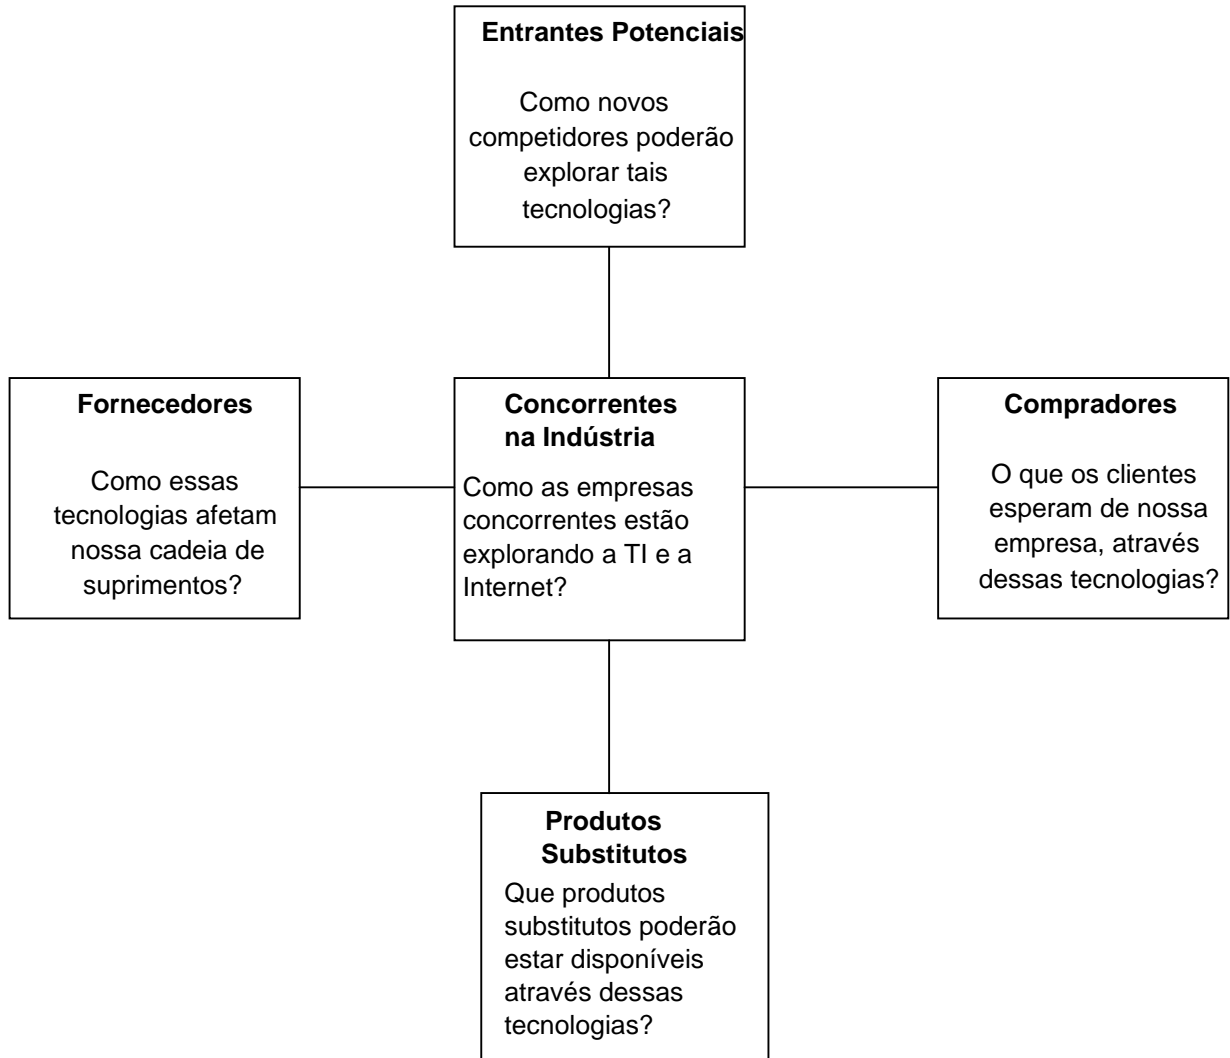 Entrantes Potenciais
Como novos
competidores poderão
explorar tais
tecnologias?
Fornecedores
Como essas
tecnologias afetam
nossa cadeia de
suprimentos?
Concorrentes
na Indústria
Como as empresas
concorrentes estão
explorando a TI e a
Internet?
Compradores
O que os clientes
esperam de nossa
empresa, através
dessas tecnologias?
Produtos
Substitutos
Que produtos
substitutos poderão
estar disponíveis
através dessas
tecnologias?